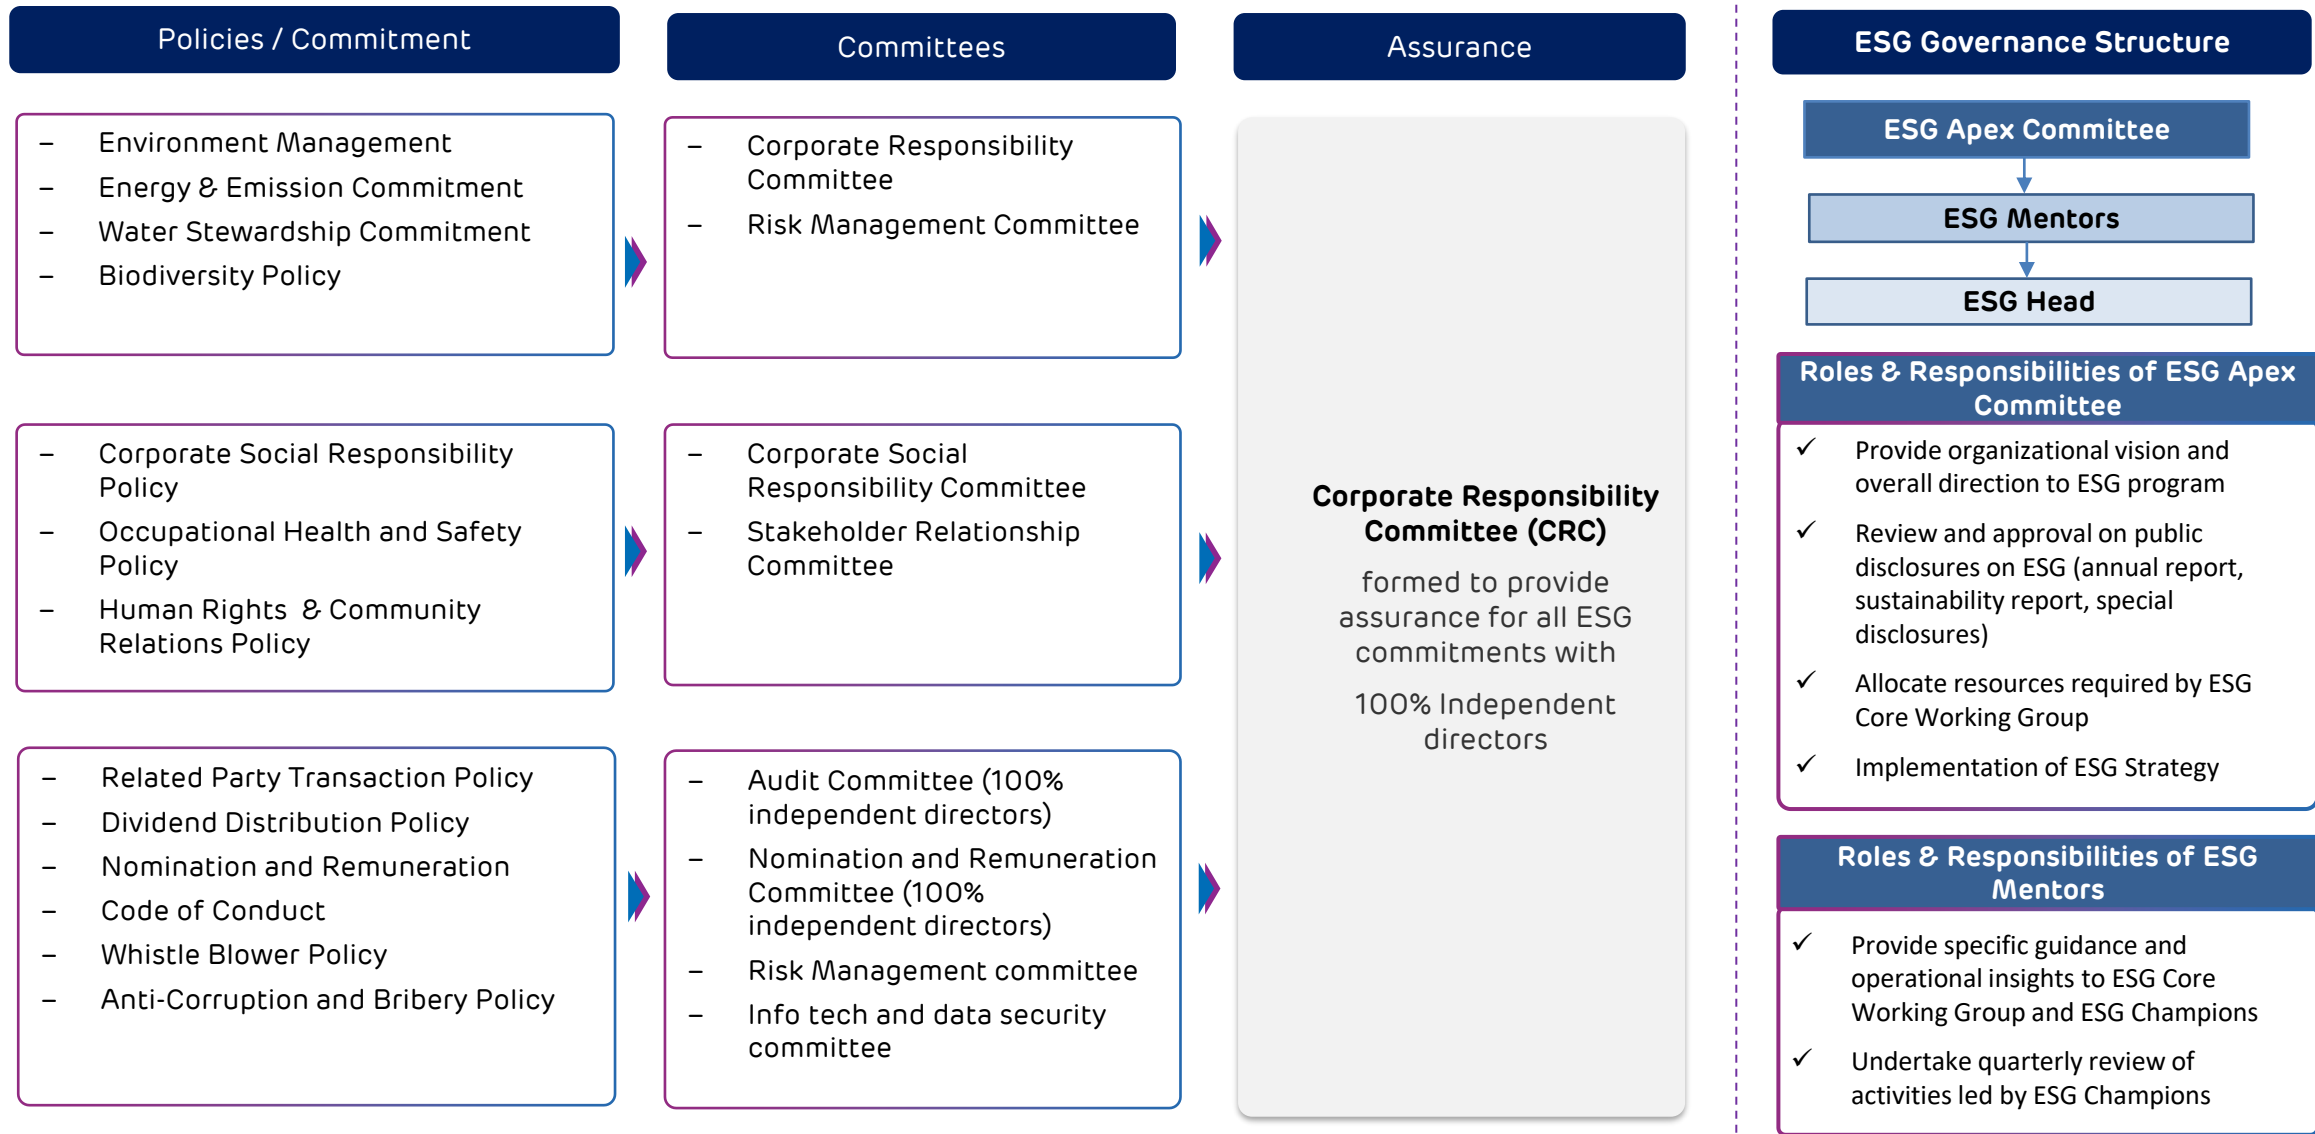 Policies / Commitment
– Environment Management
– Energy & Emission Commitment
– Water Stewardship Commitment
– Biodiversity Policy
– Corporate Social Responsibility
Policy
– Occupational Health and Safety
Policy
– Human Rights & Community
Relations Policy
– Related Party Transaction Policy
– Dividend Distribution Policy
– Nomination and Remuneration
– Code of Conduct
– Whistle Blower Policy
– Anti-Corruption and Bribery Policy
Committees
– Corporate Responsibility
Committee
– Risk Management Committee
– Corporate Social
Responsibility Committee
– Stakeholder Relationship
Committee
– Audit Committee (100%
independent directors)
– Nomination and Remuneration
Committee (100%
independent directors)
– Risk Management committee
– Info tech and data security
committee
Assurance
Corporate Responsibility
Committee (CRC)
formed to provide
assurance for all ESG
commitments with
100% Independent
directors
ESG Governance Structure
ESG Apex Committee
ESG Mentors
ESG Head
Roles & Responsibilities of ESG Apex
Committee
✓ Provide organizational vision and
overall direction to ESG program
✓ Review and approval on public
disclosures on ESG (annual report,
sustainability report, special
disclosures)
✓ Allocate resources required by ESG
Core Working Group
✓ Implementation of ESG Strategy
Roles & Responsibilities of ESG
Mentors
✓ Provide specific guidance and
operational insights to ESG Core
Working Group and ESG Champions
✓ Undertake quarterly review of
activities led by ESG Champions